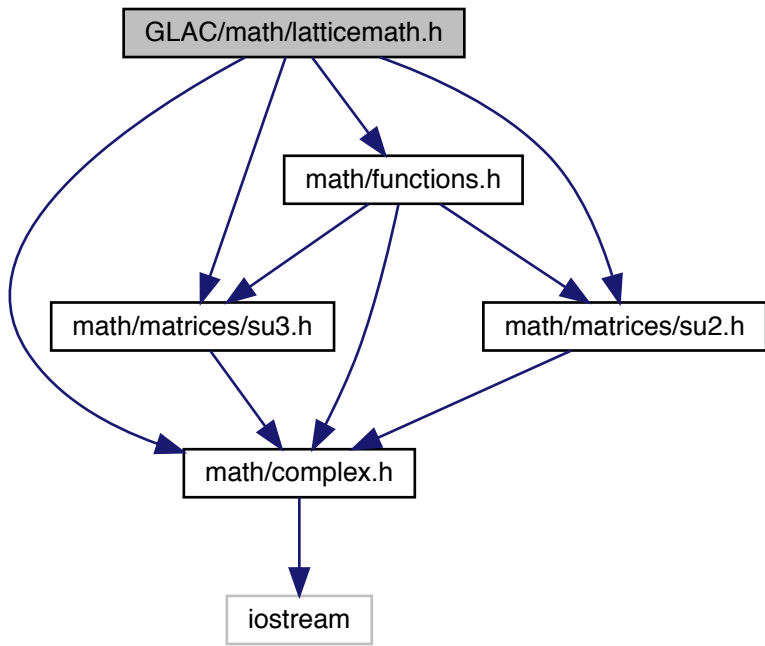 GLAC/math/latticemath.h
math/functions.h
math/matrices/su3.h
math/matrices/su2.h
math/complex.h
iostream